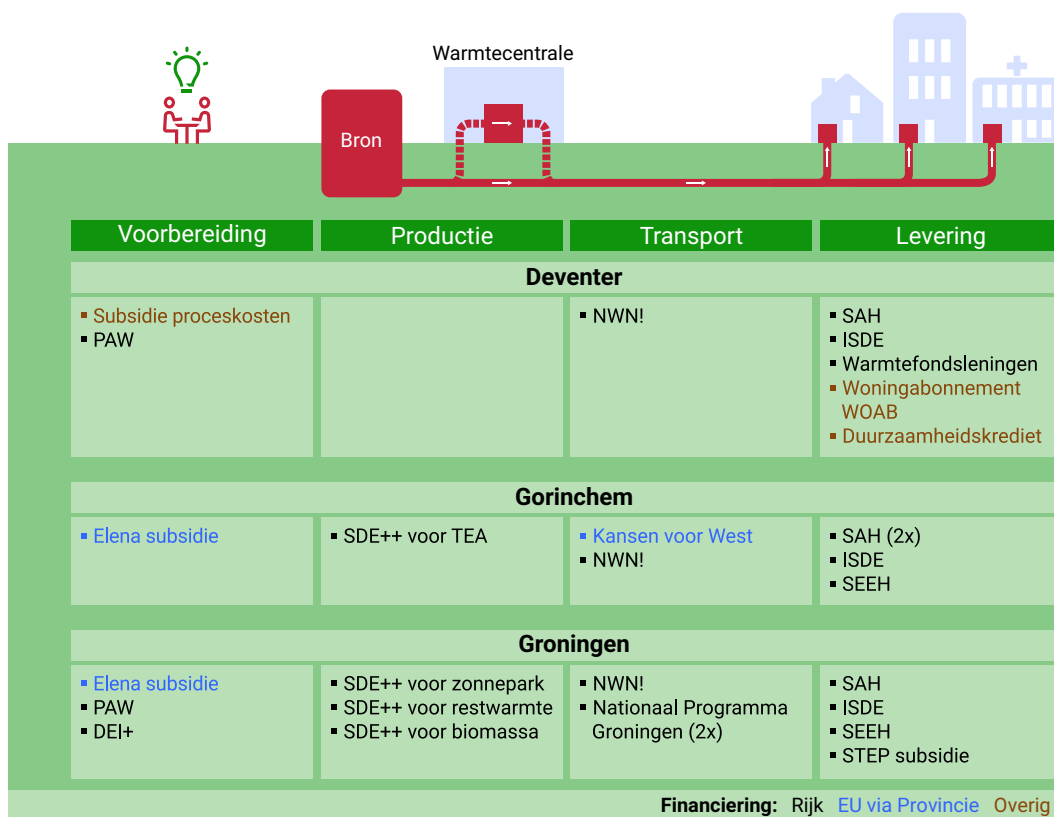 Warmtecentrale
Bron
Voorbereiding
Productie
Transport
Levering
Deventer
▪ Subsidie proceskosten
▪ PAW
▪ NWN!
▪ SAH
▪ ISDE
▪ Warmtefondsleningen
▪ Woningabonnement
WOAB
▪ Duurzaamheidskrediet
Gorinchem
▪ Elena subsidie
▪ SDE++ voor TEA
▪ Kansen voor West
▪ NWN!
▪ SAH (2x)
▪ ISDE
▪ SEEH
Groningen
▪ Elena subsidie
▪ PAW
▪ DEI+
▪ SDE++ voor zonnepark
▪ SDE++ voor restwarmte
▪ SDE++ voor biomassa
▪ NWN!
▪ Nationaal Programma
Groningen (2x)
▪ SAH
▪ ISDE
▪ SEEH
▪ STEP subsidie
Financiering: Rijk EU via Provincie Overig